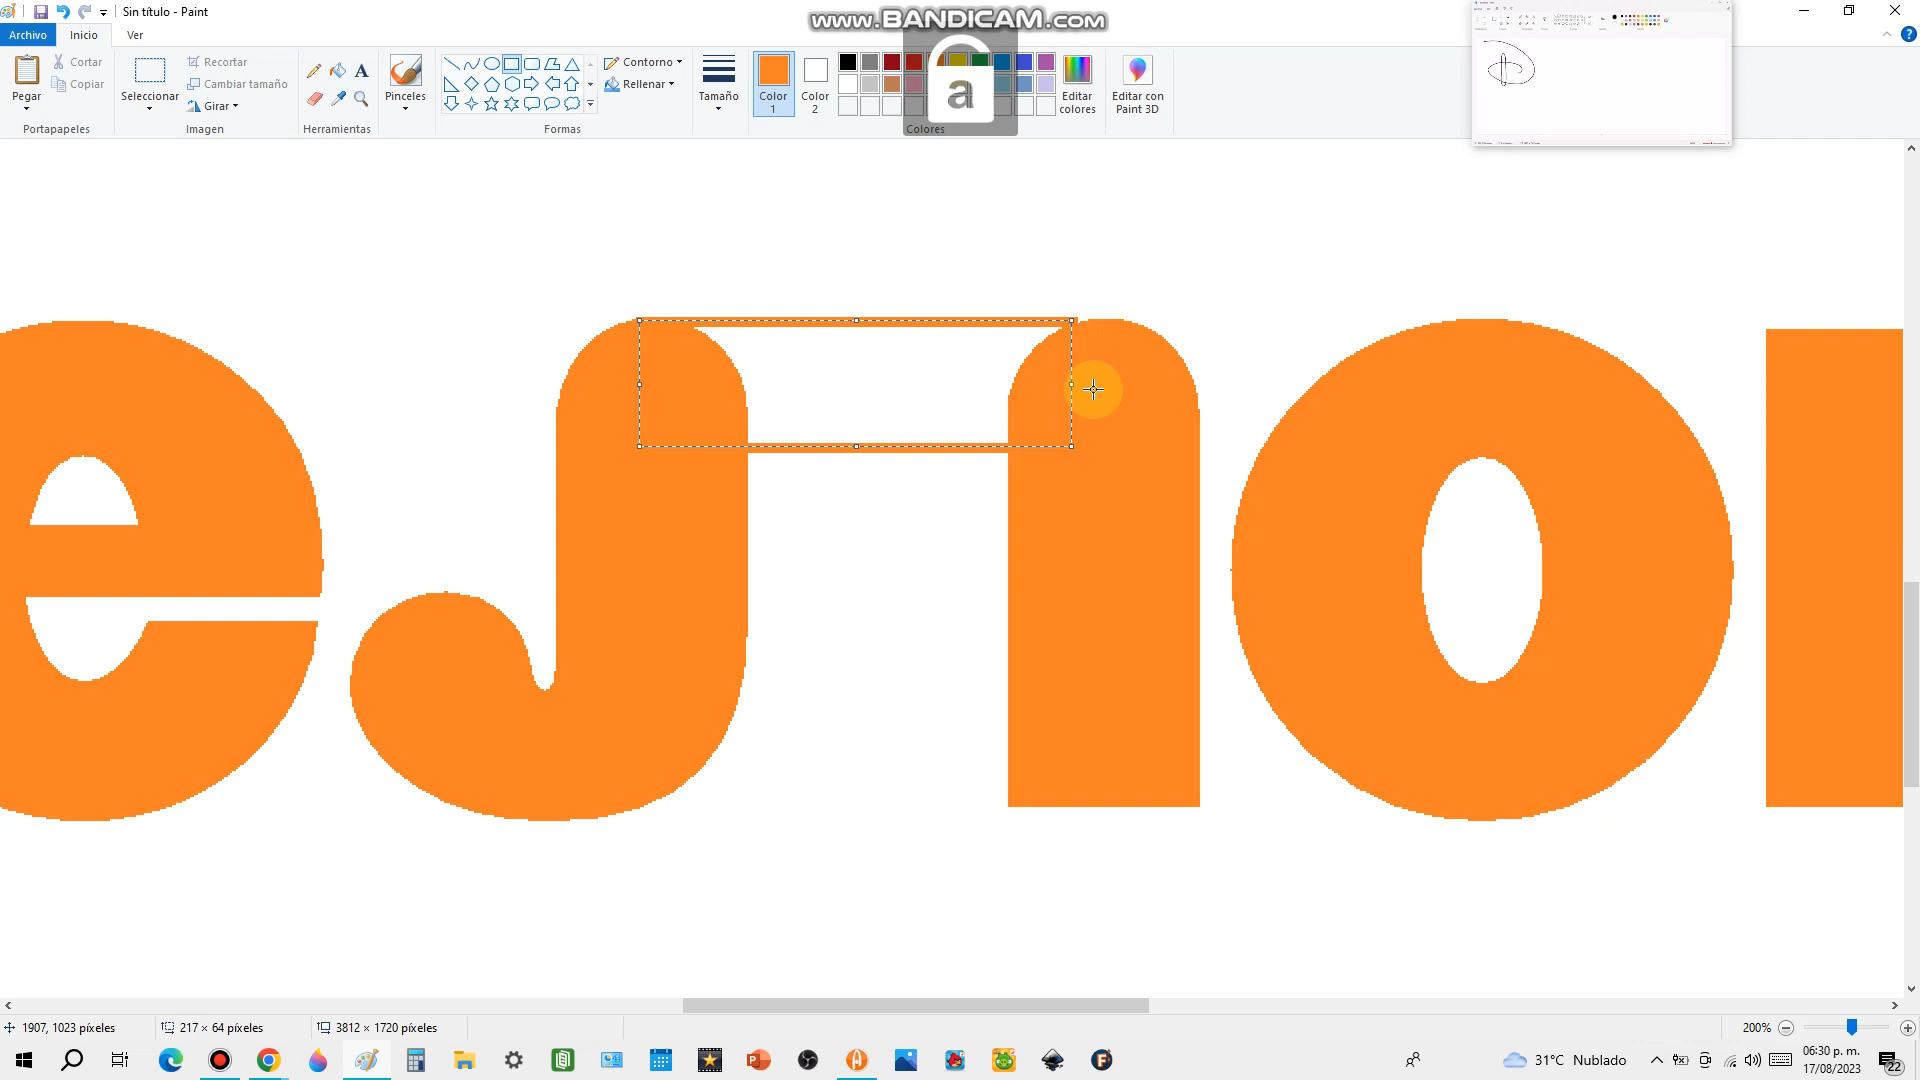 Sin título - Paint
www.BANDICAM.com
Archivo Inicio Ver
Pegar
Cortar
Copiar
Portapapeles
Seleccionar
Recortar
Cambiar tamaño
Girar
Imagen
Herramientas
Pinceles
Formas
Contorno
Rellenar
Tamaño
Color 1
Color 2
a
Colores
Editar colores
Editar con Paint 3D
eJ1ol
1907, 1023 píxeles
217 × 64 píxeles
3812 × 1720 píxeles
200%
31°C Nublado
06:30 p. m.
17/08/2023
22